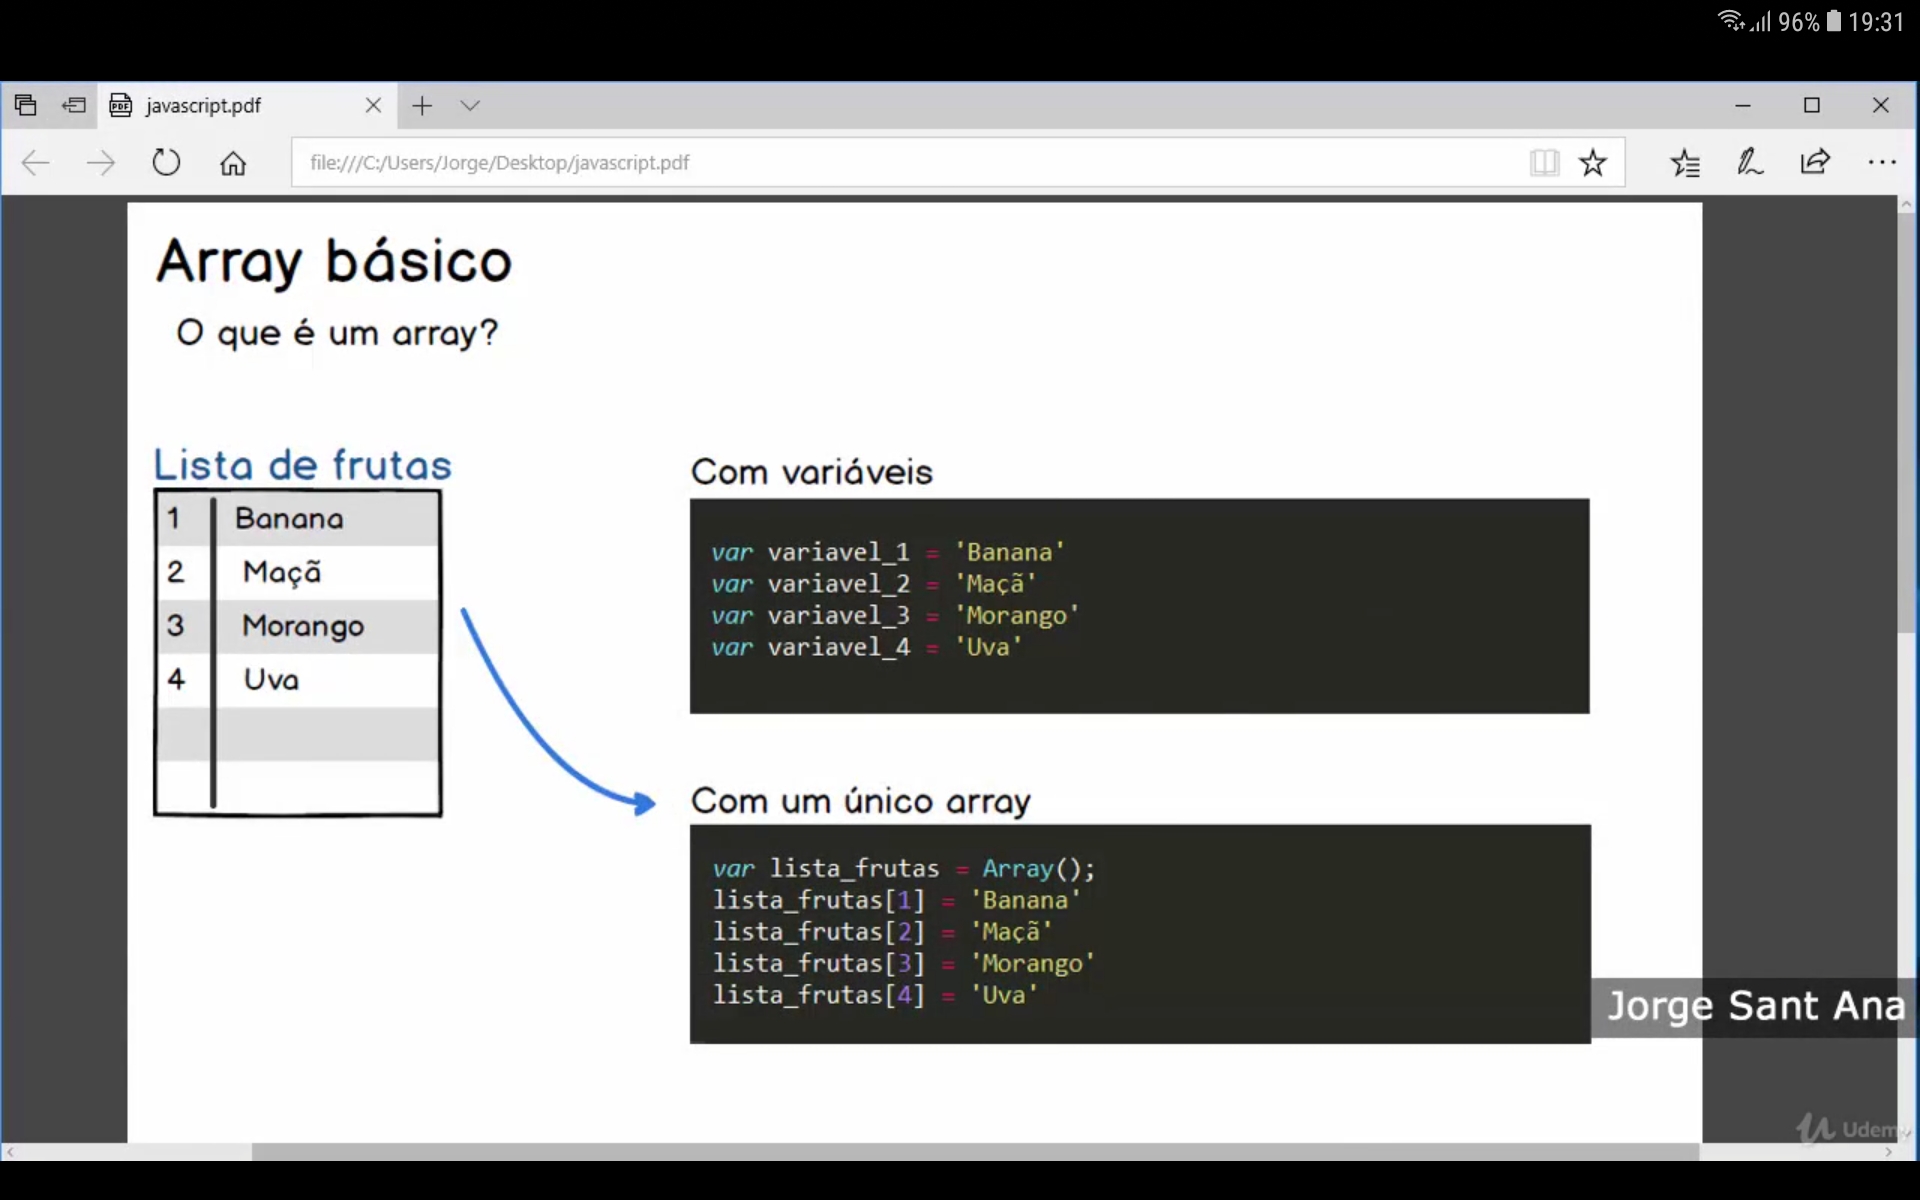 96% 19:31
javascript.pdf
file:///C:/Users/Jorge/Desktop/javascript.pdf
Array básico
O que é um array?
Lista de frutas
1 Banana
2 Maçã
3 Morango
4 Uva
Com variáveis
var variavel_1 = 'Banana'
var variavel_2 = 'Maçã'
var variavel_3 = 'Morango'
var variavel_4 = 'Uva'
Com um único array
var lista_frutas = Array();
lista_frutas[1] = 'Banana'
lista_frutas[2] = 'Maçã'
lista_frutas[3] = 'Morango'
lista_frutas[4] = 'Uva'
Jorge Sant Ana
Udemy